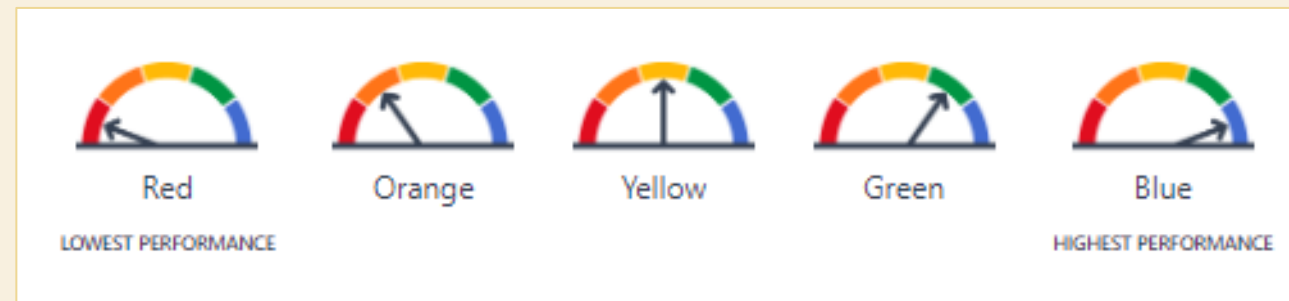 Red Orange Yellow Green Blue
LOWEST PERFORMANCE HIGHEST PERFORMANCE